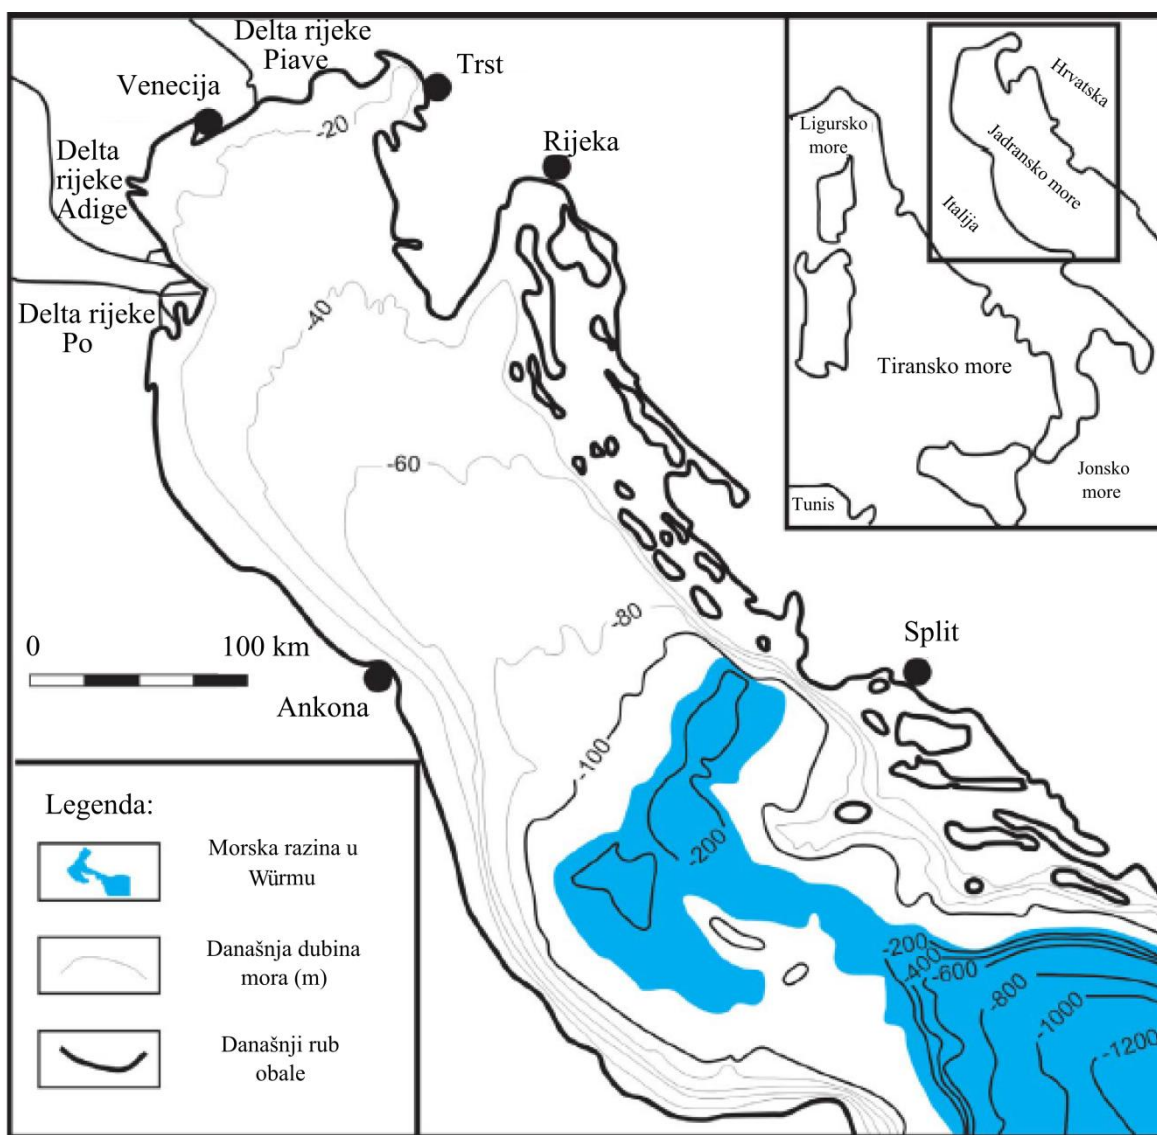 Delta rijeke
Piave
Trst
Venecija
-20
Rijeka
Delta
rijeke
Adige
Delta rijeke
Po
-40
-60
-80
0 100 km
Ankona
Split
-100
-200
-200
-400
-600
-800
-1000
-1200
Ligursko
more
Hrvatska
Jadransko more
Italija
Tiransko more
Jonsko
more
Tunis
Legenda:
Morska razina u
Würmu
Današnja dubina
mora (m)
Današnji rub
obale